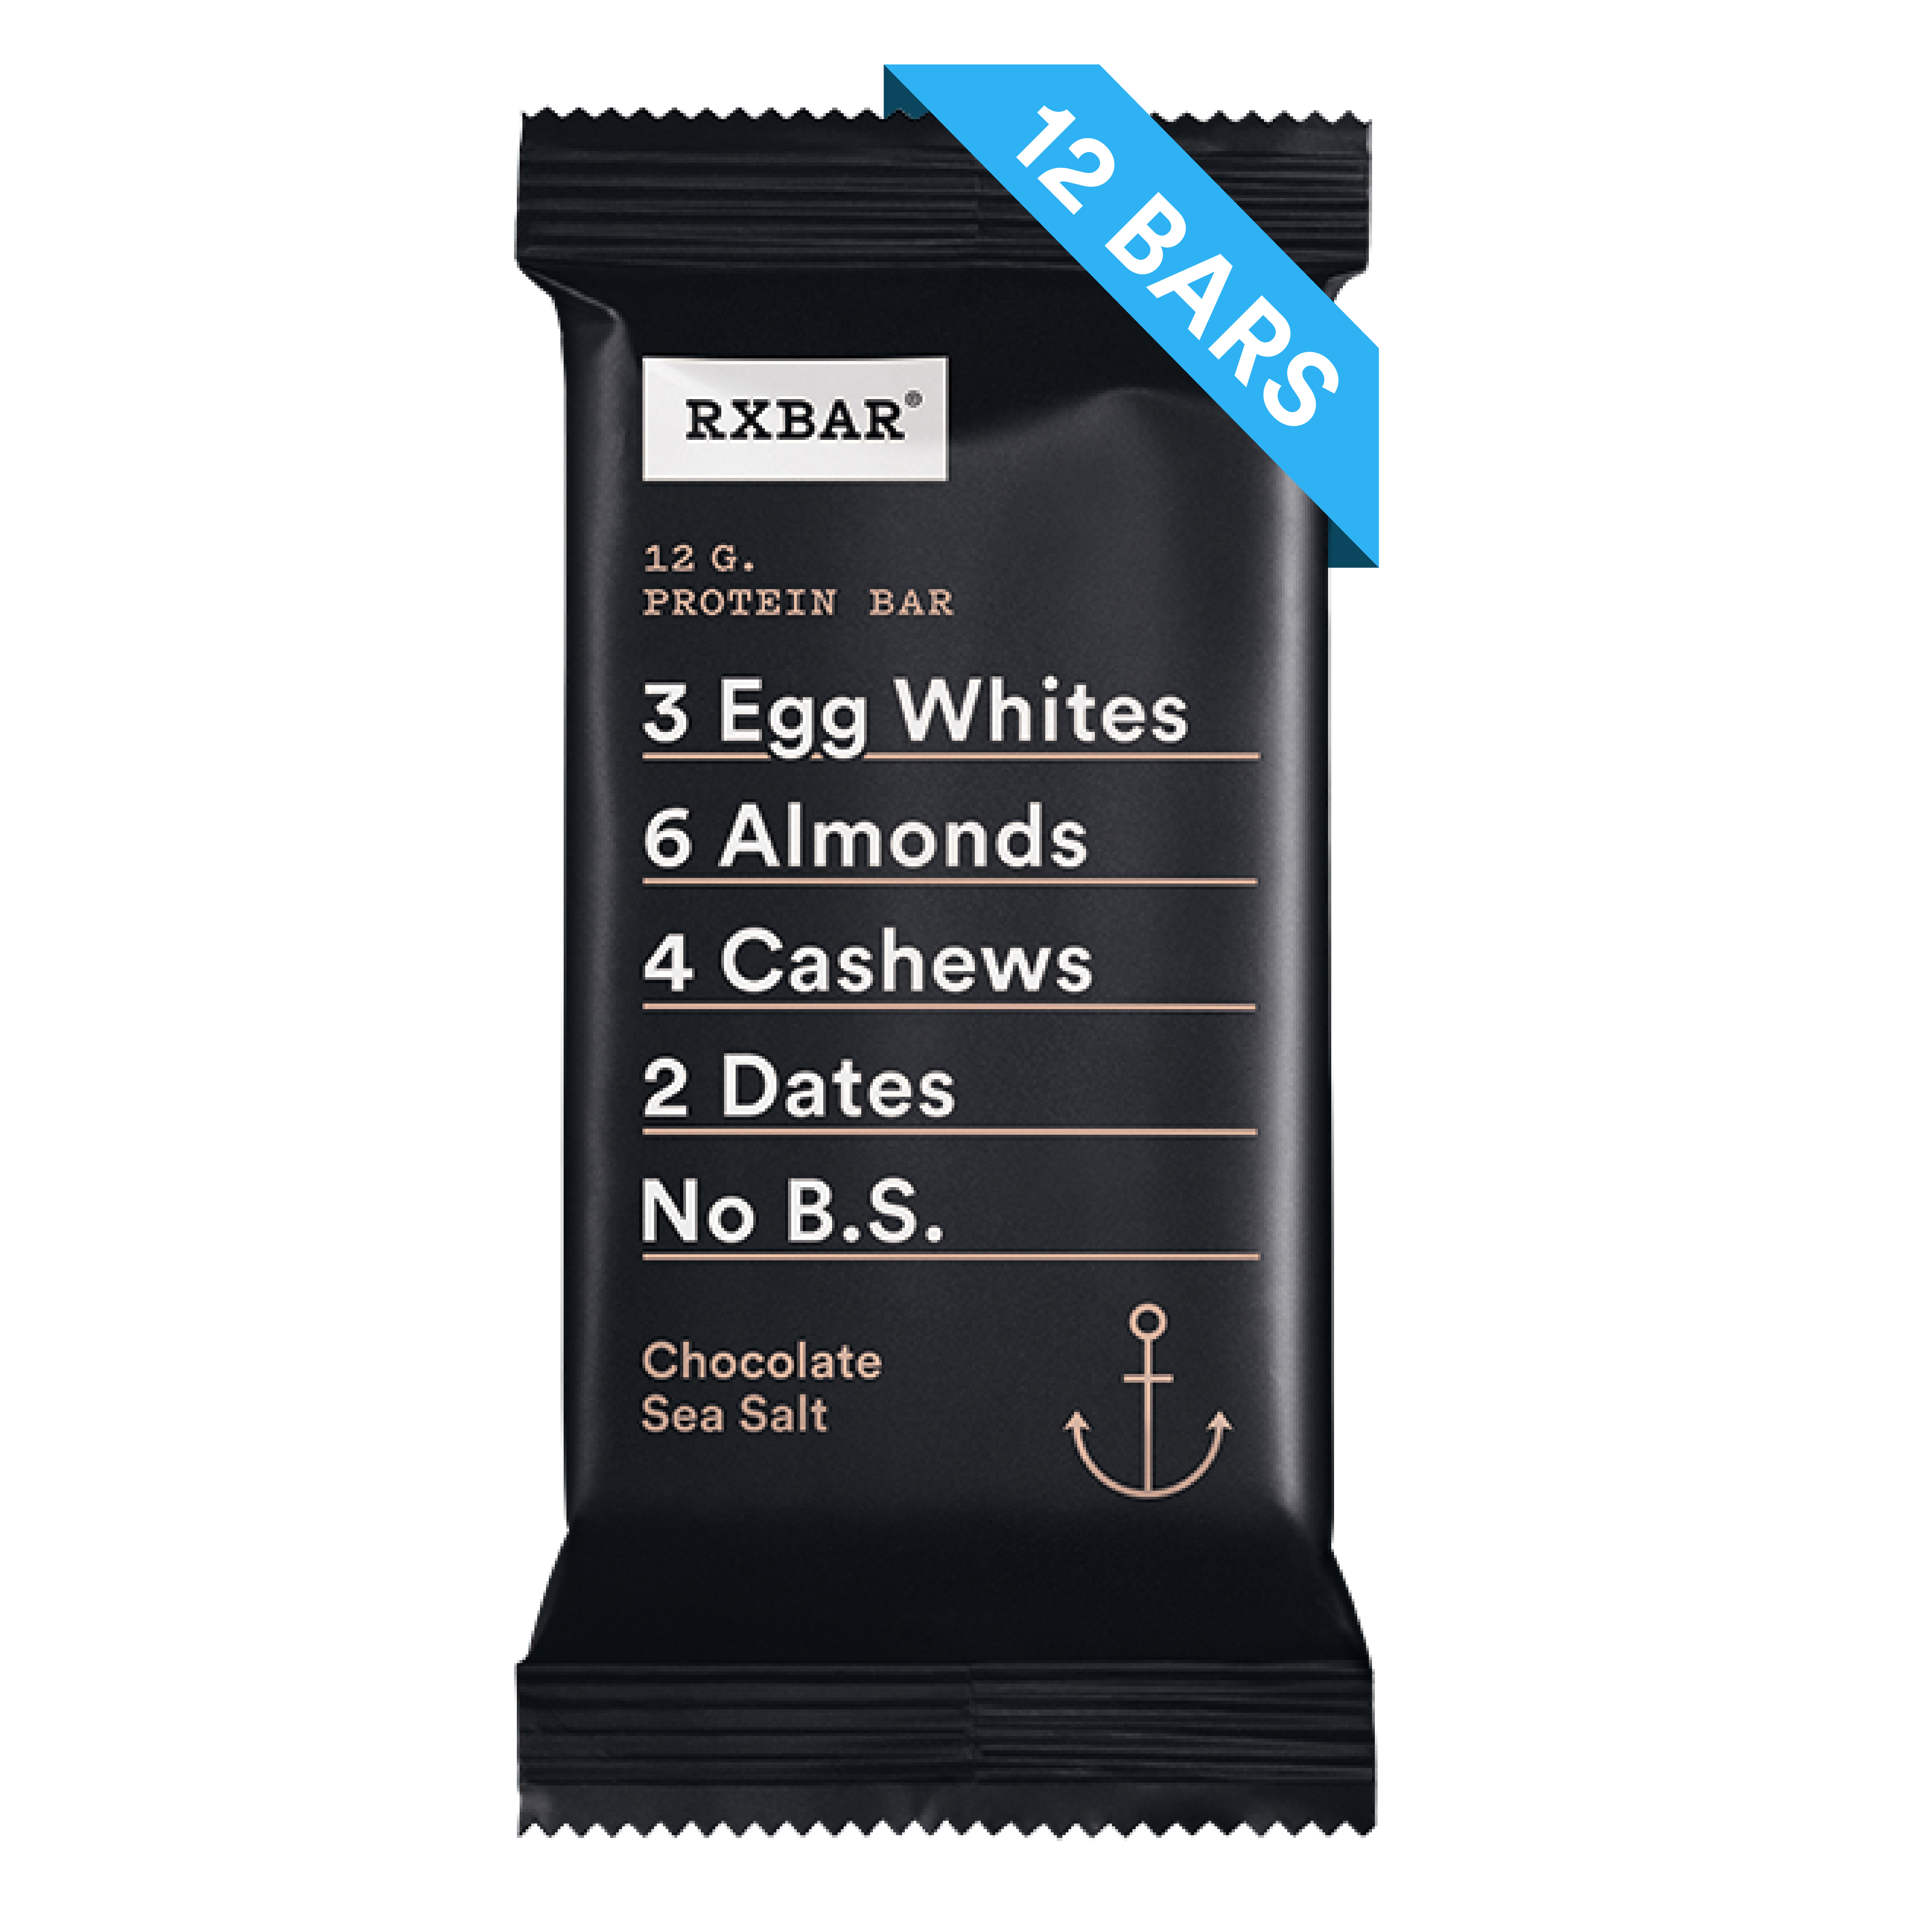 12 BARS
RXBAR®
12 G.
PROTEIN BAR
3 Egg Whites
6 Almonds
4 Cashews
2 Dates
No B.S.
Chocolate
Sea Salt